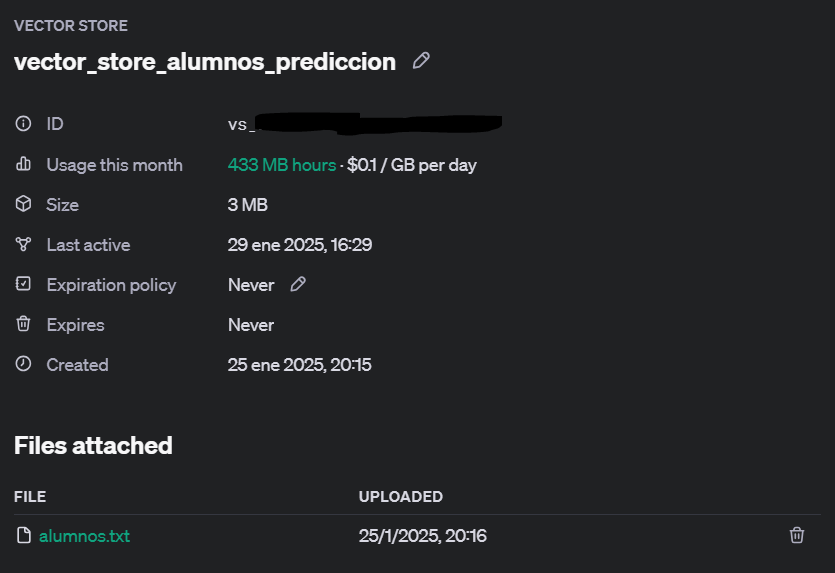 VECTOR STORE
vector_store_alumnos_prediccion
ID vs_
Usage this month 433 MB hours · $0.1 / GB per day
Size 3 MB
Last active 29 ene 2025, 16:29
Expiration policy Never
Expires Never
Created 25 ene 2025, 20:15
Files attached
FILE UPLOADED
alumnos.txt 25/1/2025, 20:16